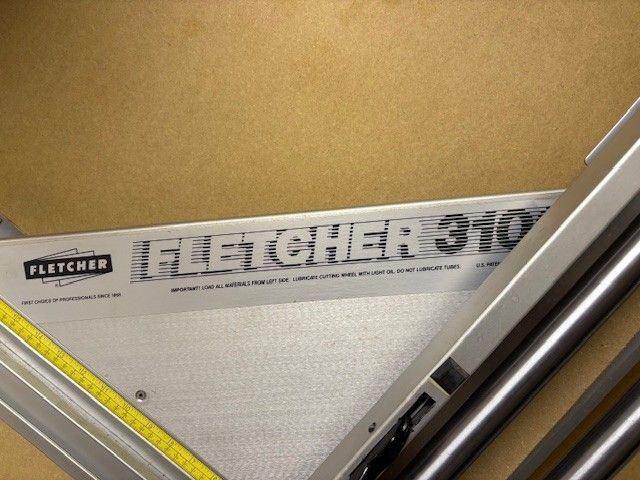 FLETCHER
FLETCHER 310
IMPORTANT! LOAD ALL MATERIALS FROM LEFT SIDE. LUBRICATE CUTTING WHEEL WITH LIGHT OIL. DO NOT LUBRICATE TUBES.
U.S. PATEN
FIRST CHOICE OF PROFESSIONALS SINCE